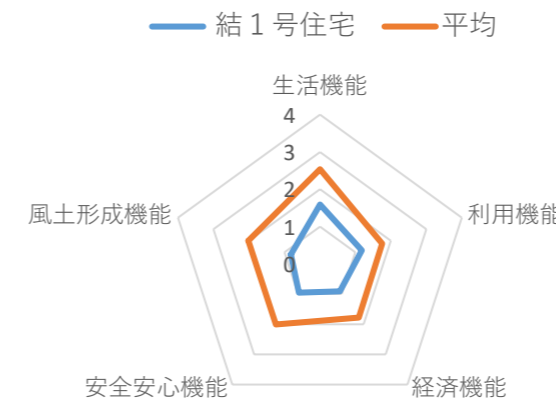 結1号住宅 平均
生活機能
4
3
2
1
0
風土形成機能
利用機能
安全安心機能
経済機能